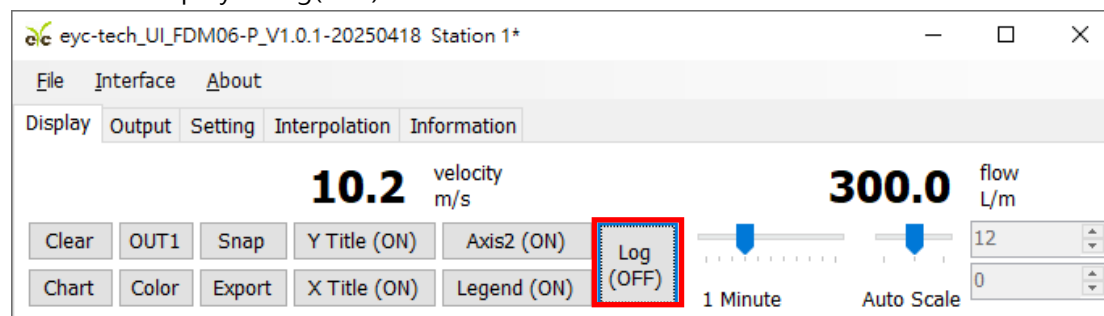 eyc-tech_UI_FDM06-P_V1.0.1-20250418 Station 1*
File Interface About
Display Output Setting Interpolation Information
10.2 velocity m/s 300.0 flow L/m
Clear OUT1 Snap Y Title (ON) Axis2 (ON) Log (OFF) 12
Chart Color Export X Title (ON) Legend (ON) 1 Minute Auto Scale 0